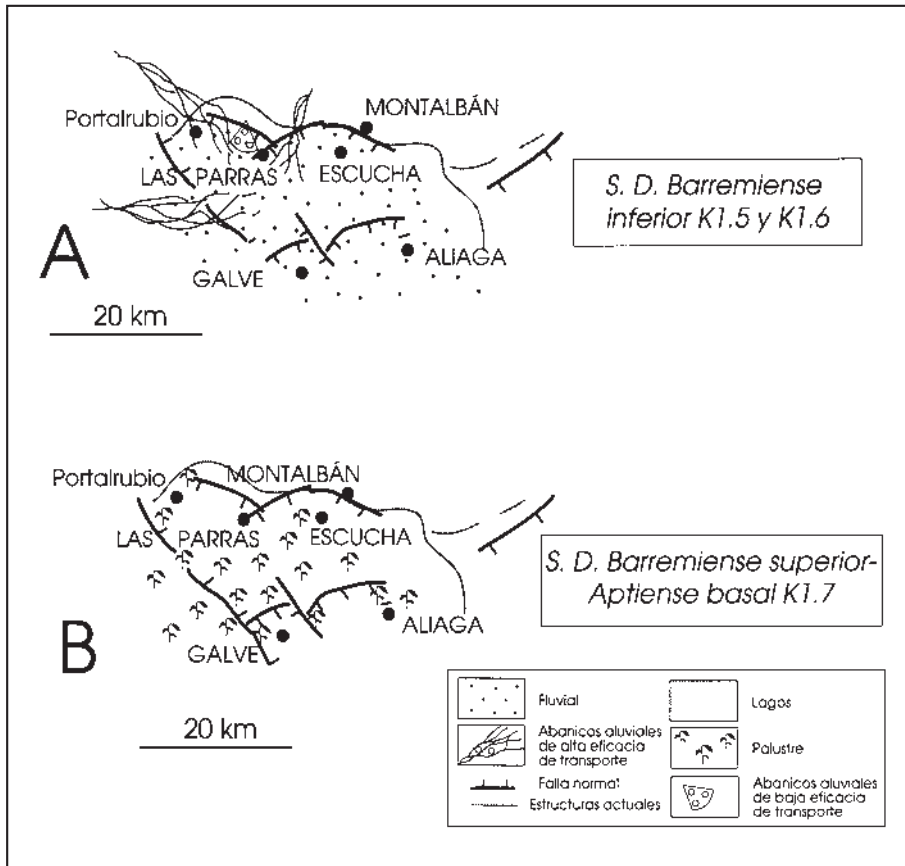 Portalrubio
MONTALBÁN
LAS PARRAS
ESCUCHA
ALIAGA
GALVE
A
20 km
S. D. Barremiense
inferior K1.5 y K1.6
Portalrubio
MONTALBÁN
LAS PARRAS
ESCUCHA
ALIAGA
GALVE
B
20 km
S. D. Barremiense superior-
Aptiense basal K1.7
Fluvial
Abanicos aluviales
de alta eficacia
de transporte
Falla normal
Estructuras actuales
Lagos
Palustre
Abanicos aluviales
de baja eficacia
de transporte